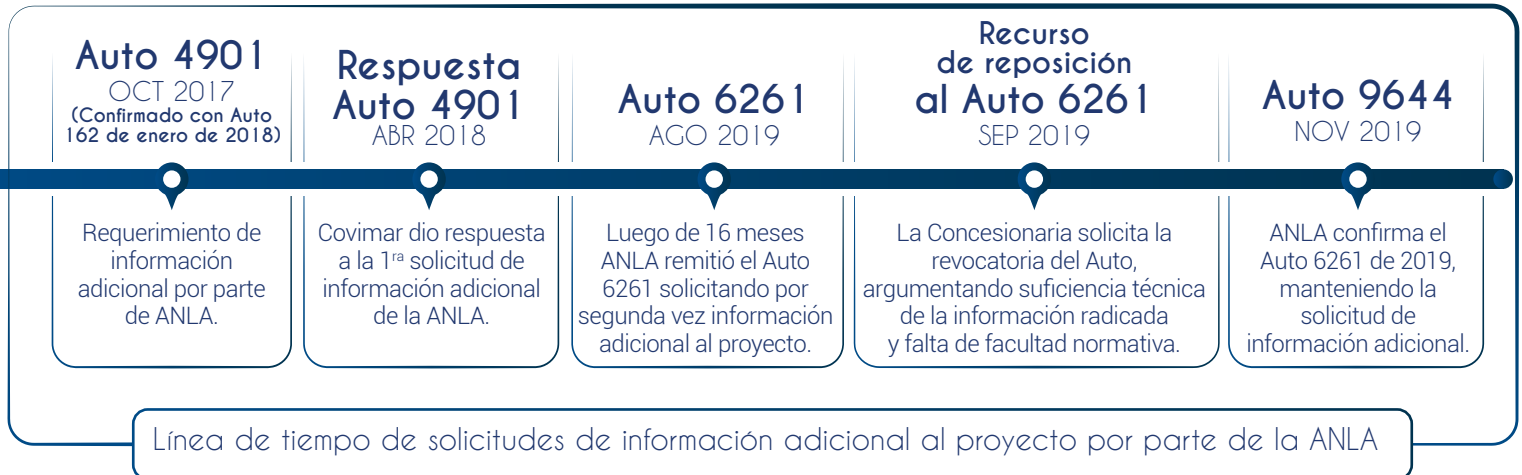 Auto 4901
OCT 2017
(Confirmado con Auto
162 de enero de 2018)
Requerimiento de
información
adicional por parte
de ANLA.
Respuesta
Auto 4901
ABR 2018
Covimar dio respuesta
a la 1ra solicitud de
información adicional
de la ANLA.
Auto 6261
AGO 2019
Luego de 16 meses
ANLA remitió el Auto
6261 solicitando por
segunda vez información
adicional al proyecto.
Recurso
de reposición
al Auto 6261
SEP 2019
La Concesionaria solicita la
revocatoria del Auto,
argumentando suficiencia técnica
de la información radicada
y falta de facultad normativa.
Auto 9644
NOV 2019
ANLA confirma el
Auto 6261 de 2019,
manteniendo la
solicitud de
información adicional.
Línea de tiempo de solicitudes de información adicional al proyecto por parte de la ANLA